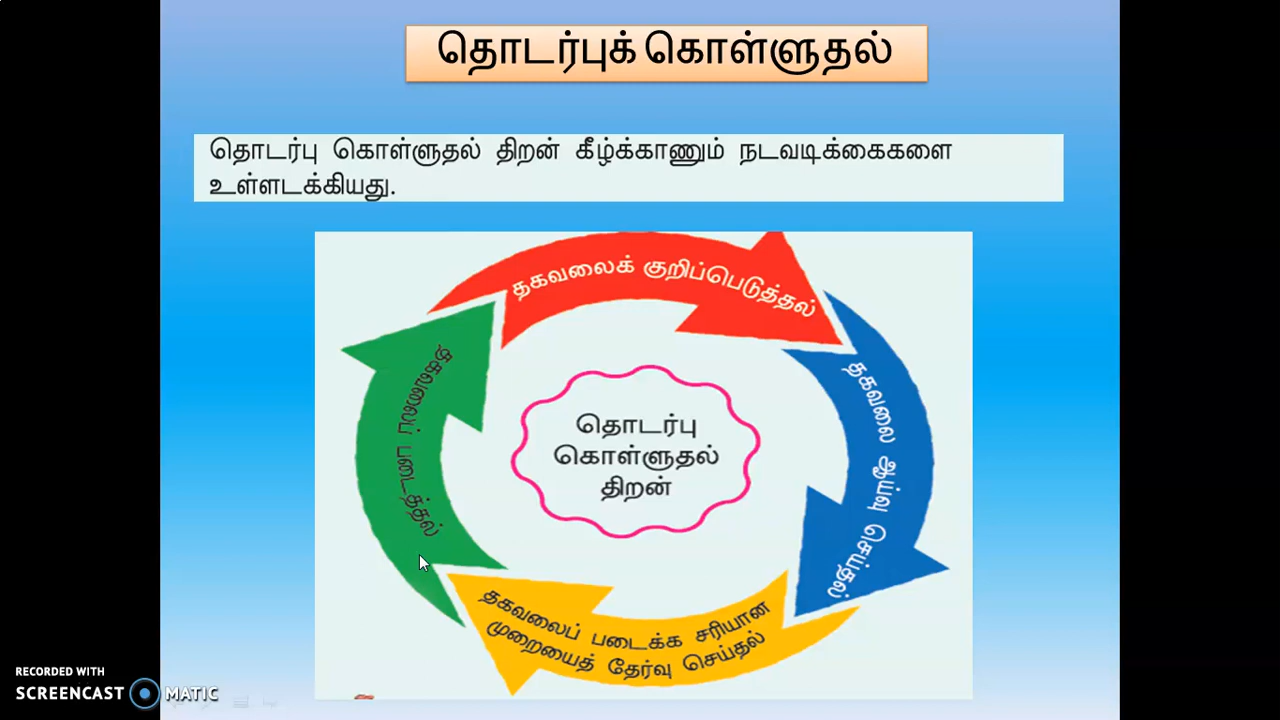 தொடர்புக் கொள்ளுதல்
தொடர்பு கொள்ளுதல் திறன் கீழ்க்காணும் நடவடிக்கைகளை
உள்ளடக்கியது.
தகவலைக் குறிப்பெடுத்தல்
தகவலை ஆய்வு செய்தல்
தகவலைப் படைக்க சரியான
முறையைத் தேர்வு செய்தல்
தகவலைப் படைத்தல்
தொடர்பு
கொள்ளுதல்
திறன்
RECORDED WITH
SCREENCAST MATIC